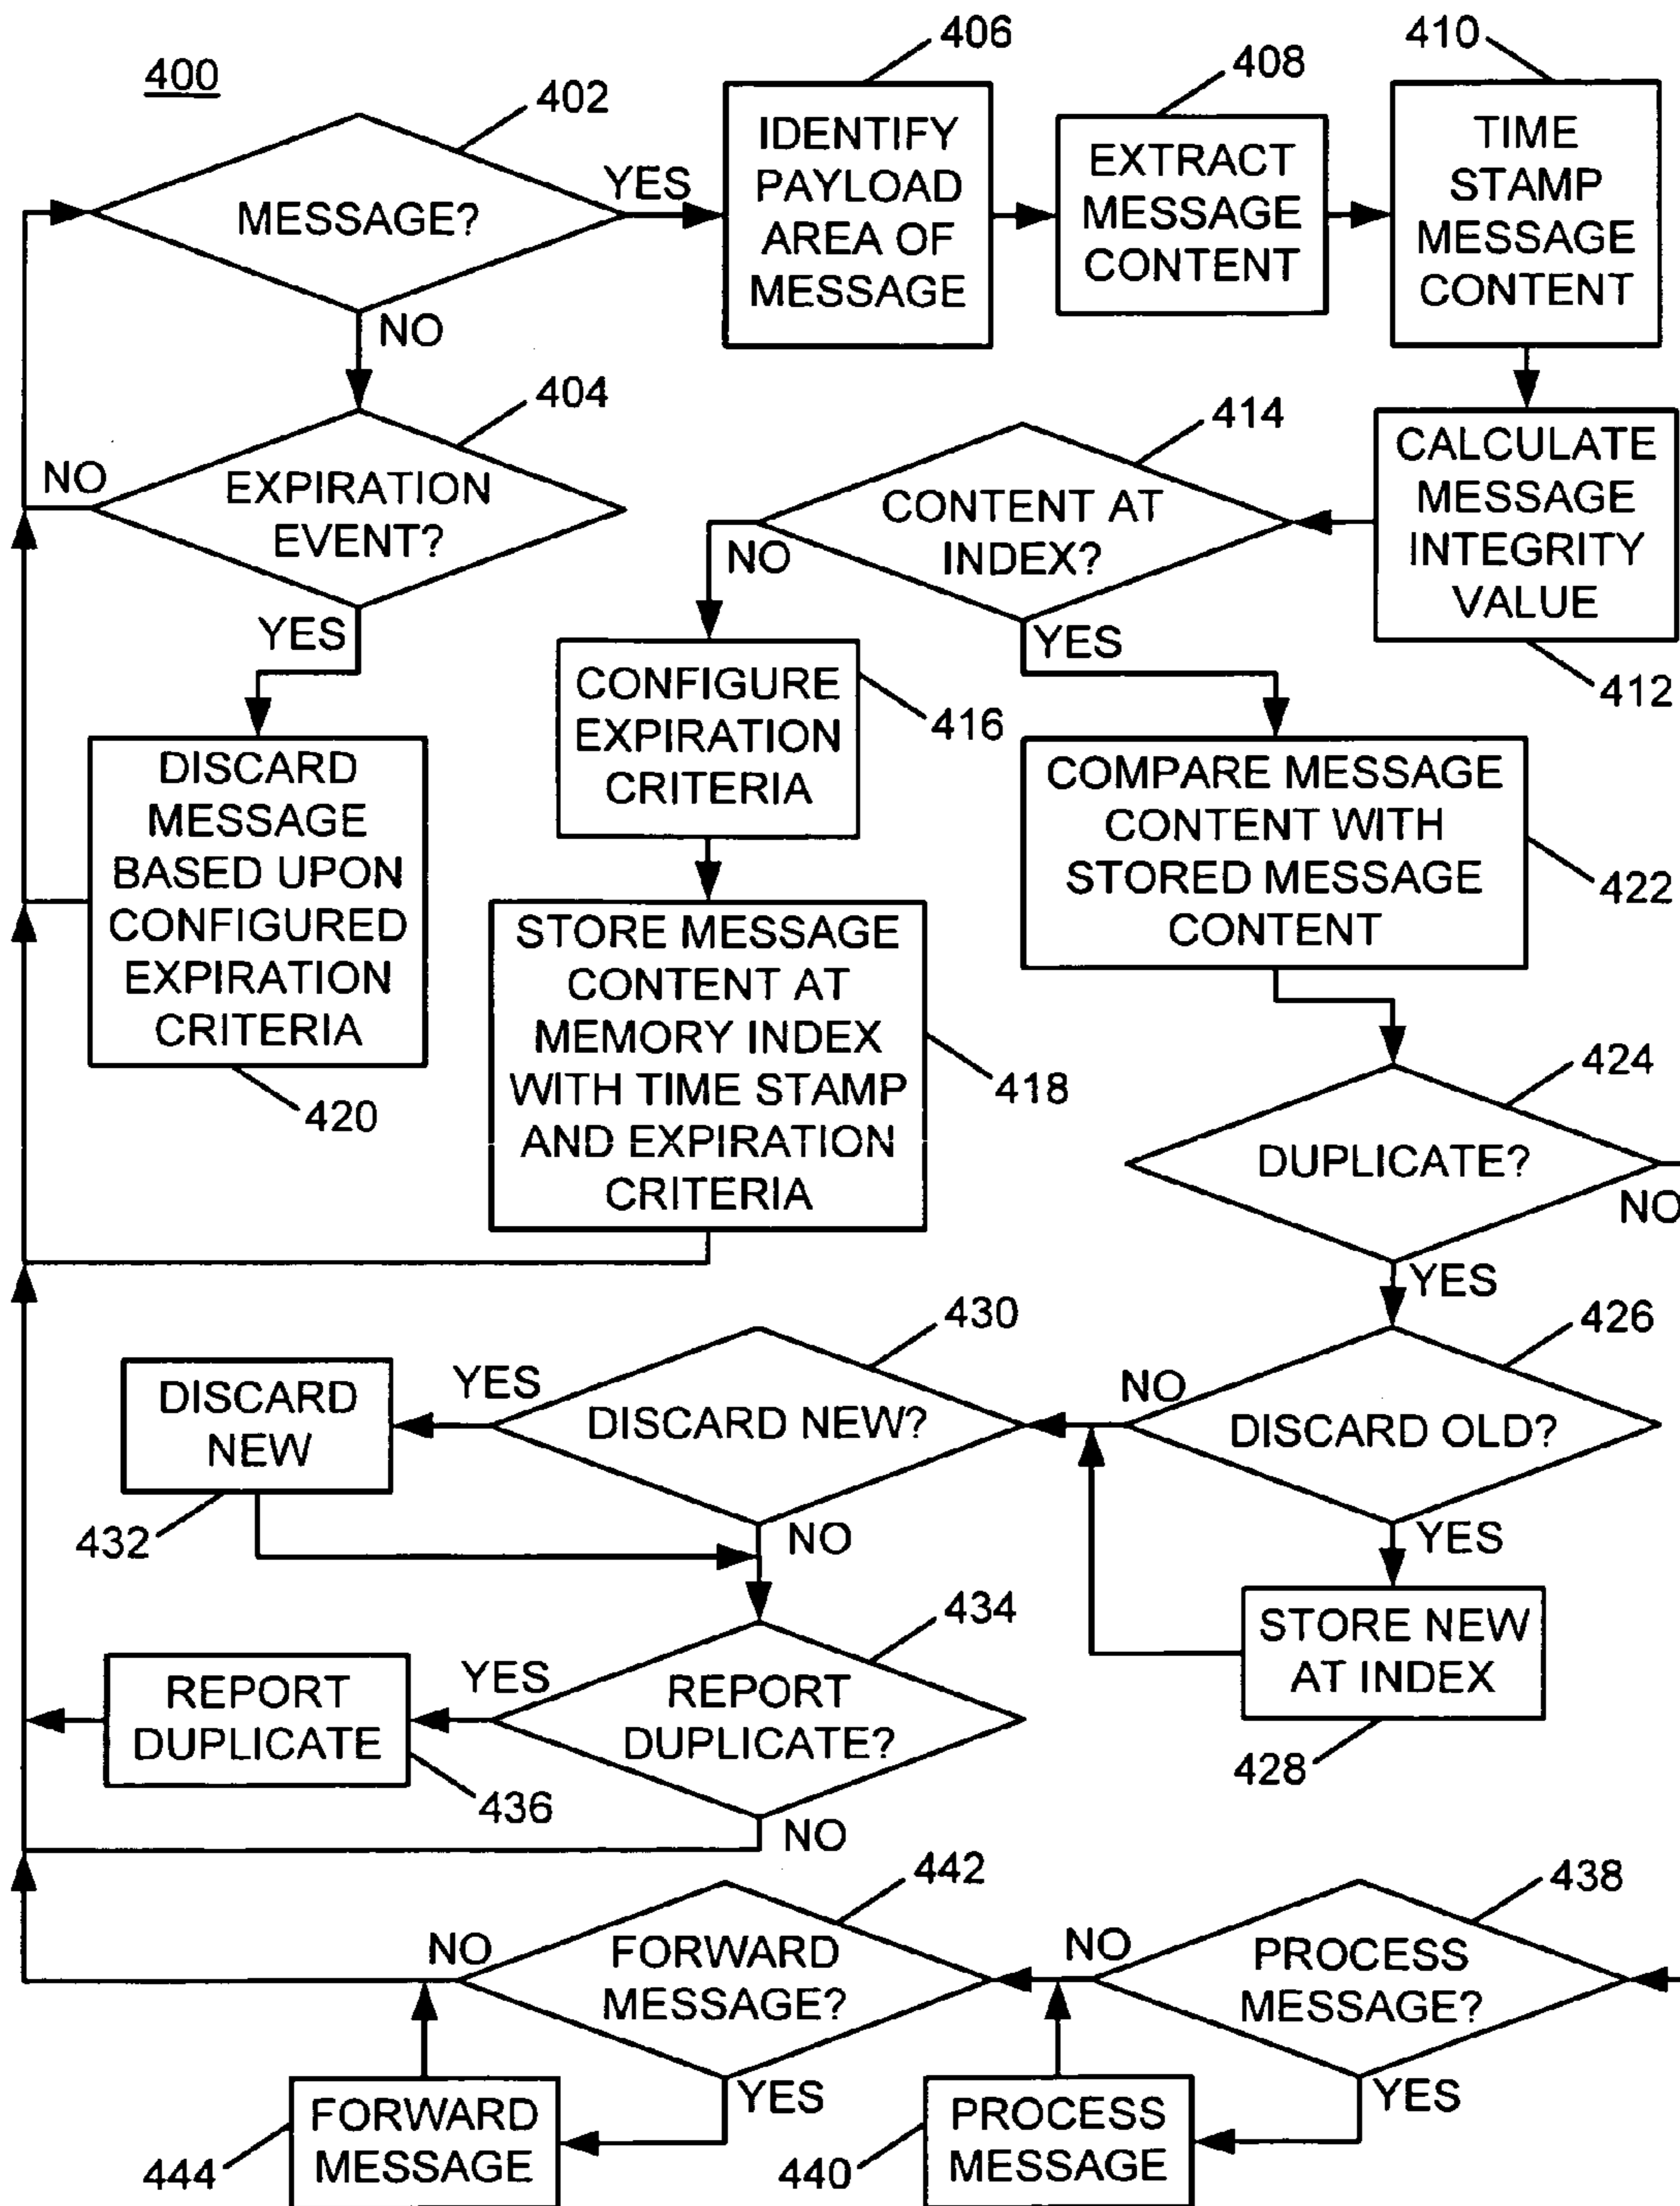 400
402
MESSAGE?
YES
NO
406
IDENTIFY
PAYLOAD
AREA OF
MESSAGE
408
EXTRACT
MESSAGE
CONTENT
410
TIME
STAMP
MESSAGE
CONTENT
404
EXPIRATION
EVENT?
NO
YES
414
CONTENT AT
INDEX?
NO
YES
CALCULATE
MESSAGE
INTEGRITY
VALUE
412
CONFIGURE
EXPIRATION
CRITERIA
416
DISCARD
MESSAGE
BASED UPON
CONFIGURED
EXPIRATION
CRITERIA
420
STORE MESSAGE
CONTENT AT
MEMORY INDEX
WITH TIME STAMP
AND EXPIRATION
CRITERIA
418
COMPARE MESSAGE
CONTENT WITH
STORED MESSAGE
CONTENT
422
424
DUPLICATE?
NO
YES
426
DISCARD OLD?
NO
YES
STORE NEW
AT INDEX
428
430
DISCARD NEW?
YES
NO
DISCARD
NEW
432
434
REPORT
DUPLICATE?
YES
NO
REPORT
DUPLICATE
436
438
PROCESS
MESSAGE?
NO
YES
PROCESS
MESSAGE
440
442
FORWARD
MESSAGE?
NO
YES
FORWARD
MESSAGE
444